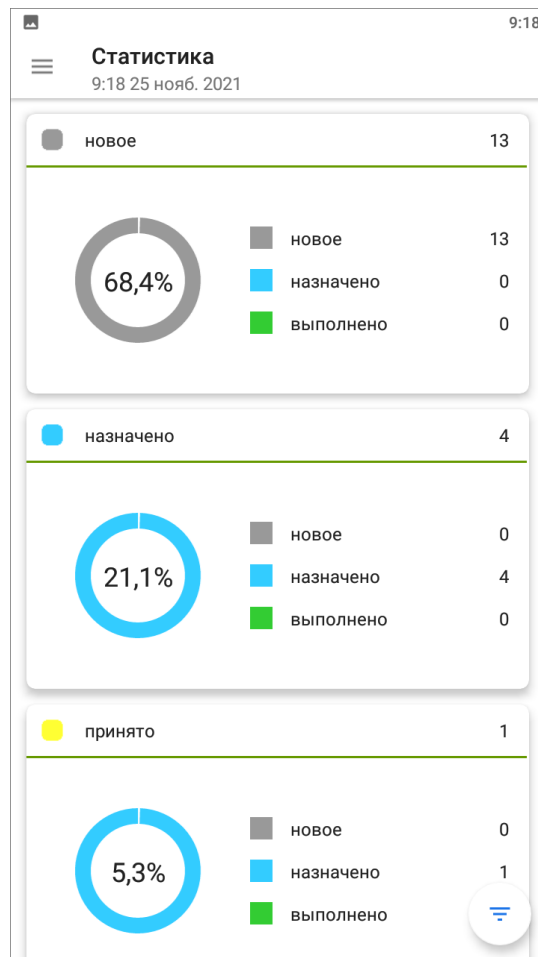 9:18
Статистика
9:18 25 нояб. 2021
новое 13
68,4%
новое 13
назначено 0
выполнено 0
назначено 4
21,1%
новое 0
назначено 4
выполнено 0
принято 1
5,3%
новое 0
назначено 1
выполнено